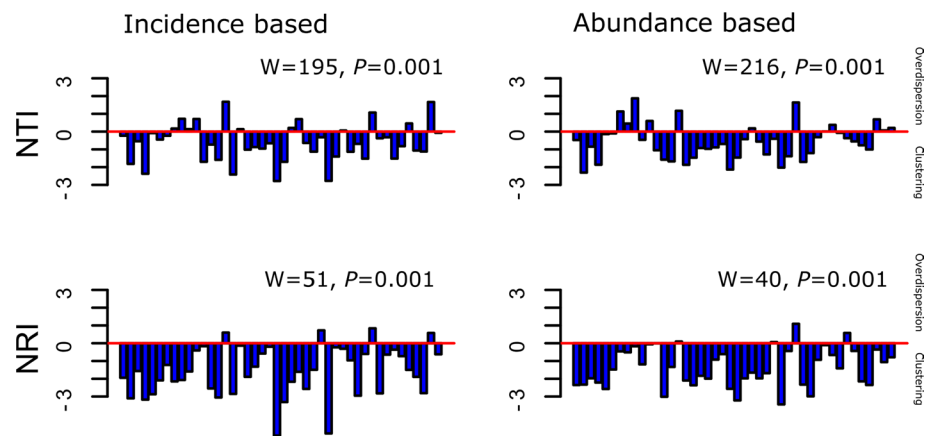 Incidence based
Abundance based
W=195, P=0.001
W=216, P=0.001
NTI
3
0
-3
3
0
-3
Overdispersion
Clustering
W=51, P=0.001
W=40, P=0.001
NRI
3
0
-3
3
0
-3
Overdispersion
Clustering